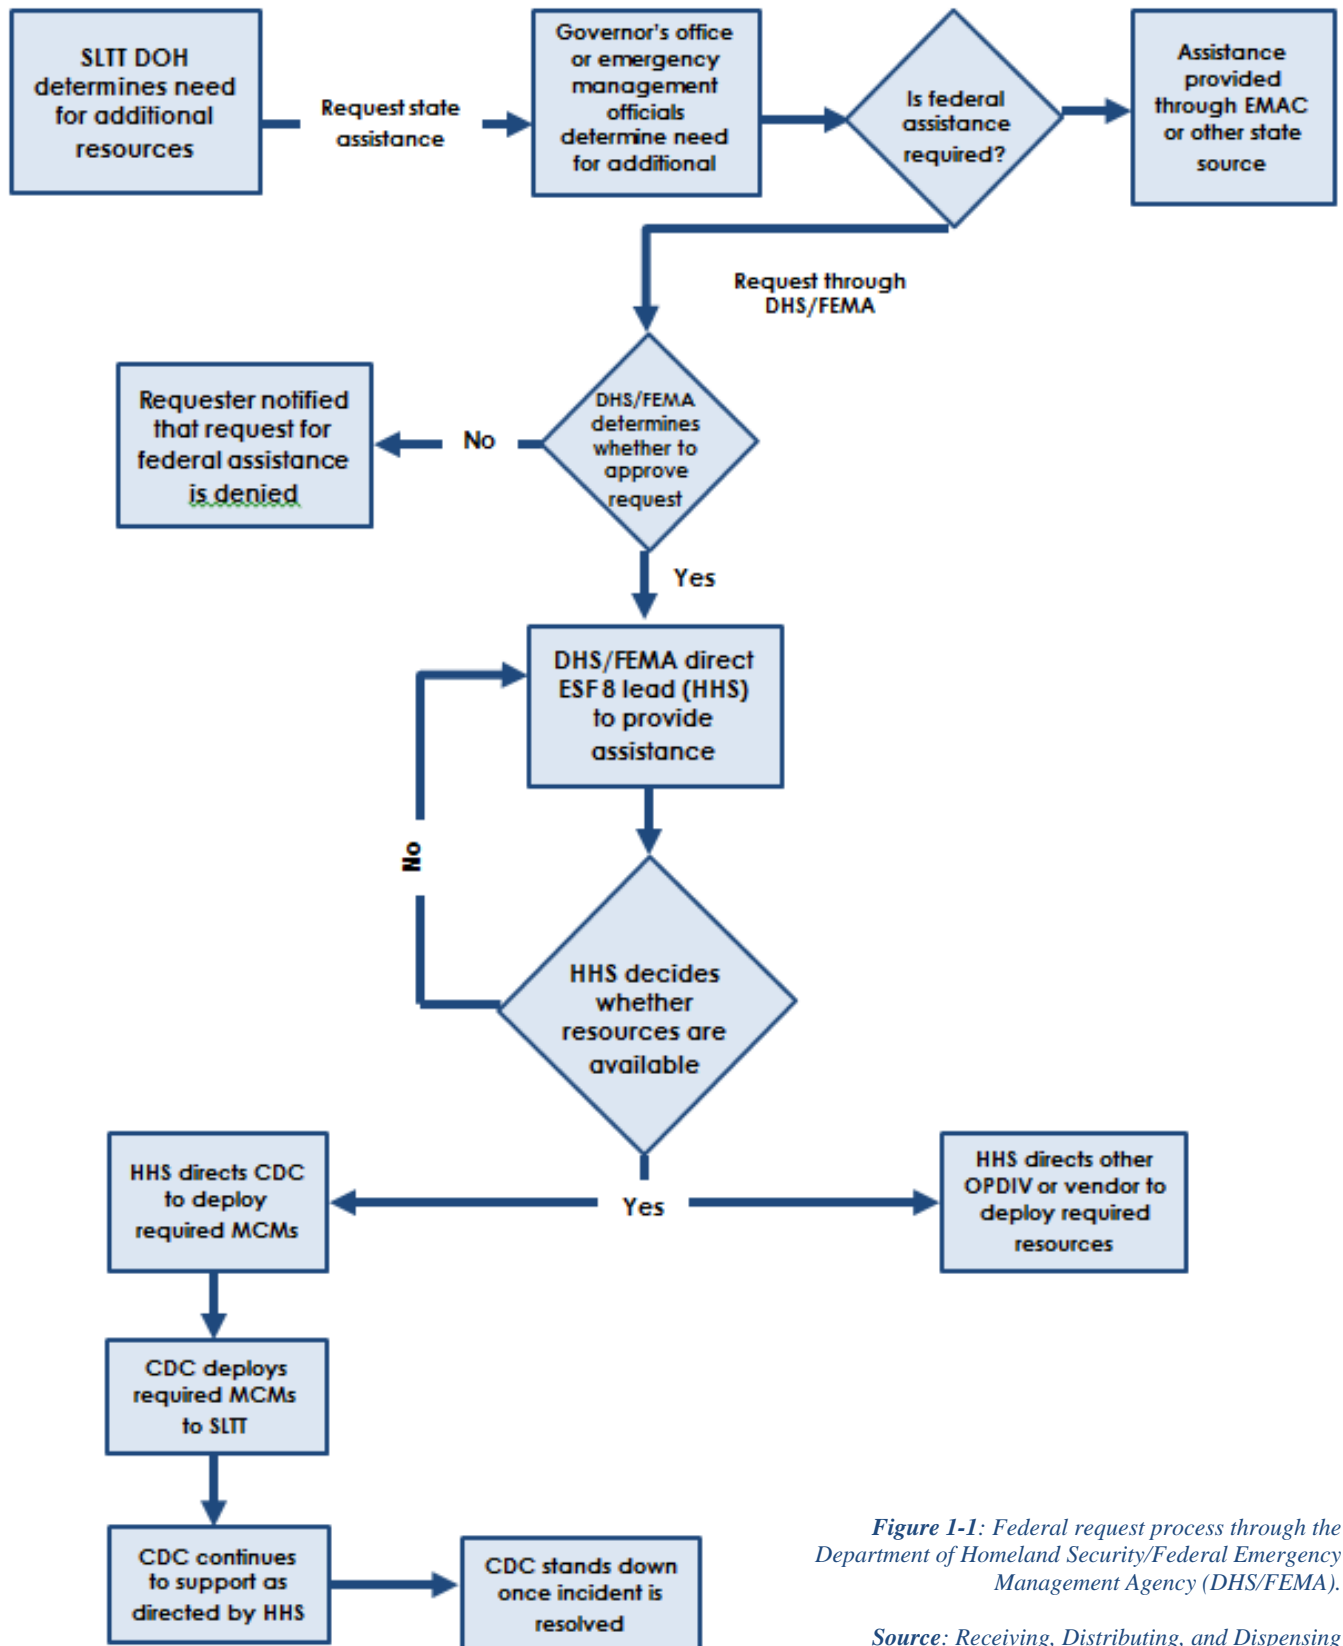 SLTT DOH
determines need
for additional
resources
Request state
assistance
Governor's office
or emergency
management
officials
determine need
for additional
Is federal
assistance
required?
Assistance
provided
through EMAC
or other state
source
Request through
DHS/FEMA
DHS/FEMA
determines
whether to
approve
request
No
Requester notified
that request for
federal assistance
is denied
Yes
DHS/FEMA direct
ESF 8 lead (HHS)
to provide
assistance
No
HHS decides
whether
resources are
available
Yes
HHS directs CDC
to deploy
required MCMs
HHS directs other
OPDIV or vendor to
deploy required
resources
CDC deploys
required MCMs
to SLTT
CDC continues
to support as
directed by HHS
CDC stands down
once incident is
resolved
Figure 1-1: Federal request process through the
Department of Homeland Security/Federal Emergency
Management Agency (DHS/FEMA).
Source: Receiving, Distributing, and Dispensing